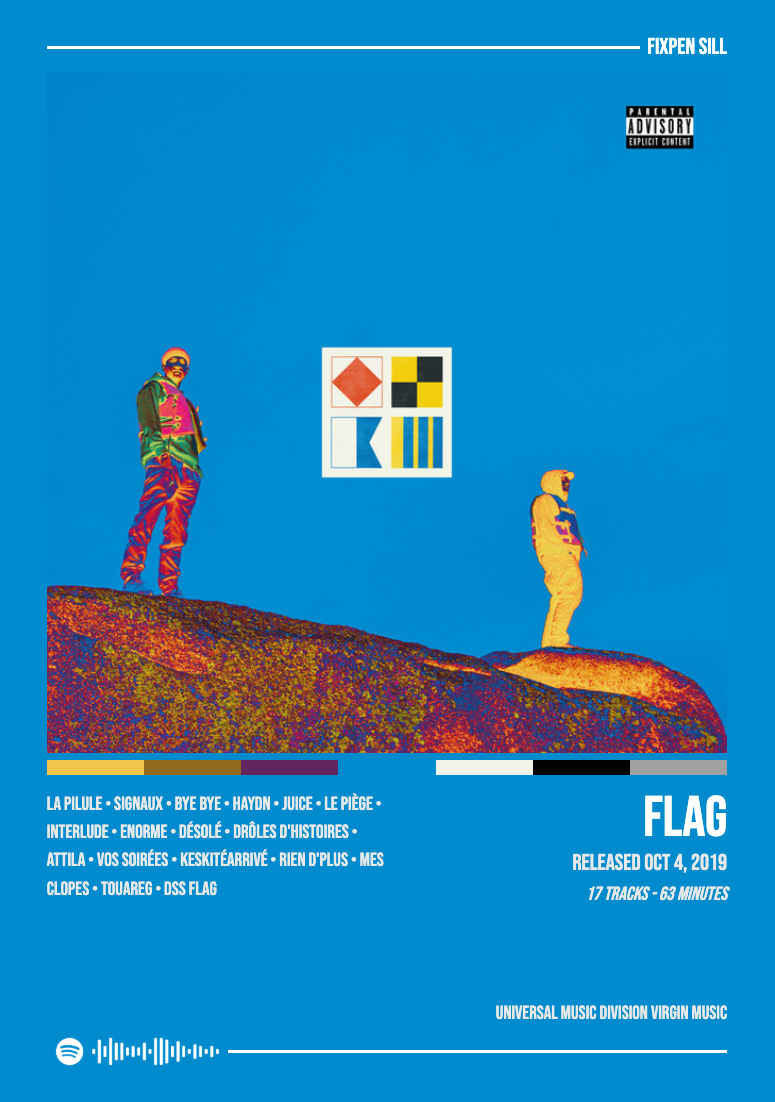 FIXPEN SILL
PARENTAL
ADVISORY
EXPLICIT CONTENT
LA PILULE • SIGNAUX • BYE BYE • HAYDN • JUICE • LE PIÈGE •
INTERLUDE • ENORME • DÉSOLÉ • DRÔLES D'HISTOIRES •
ATTILA • VOS SOIRÉES • KESKITÉARRIVÉ • RIEN D'PLUS • MES
CLOPES • TOUAREG • DSS FLAG
FLAG
RELEASED OCT 4, 2019
17 TRACKS - 63 MINUTES
UNIVERSAL MUSIC DIVISION VIRGIN MUSIC